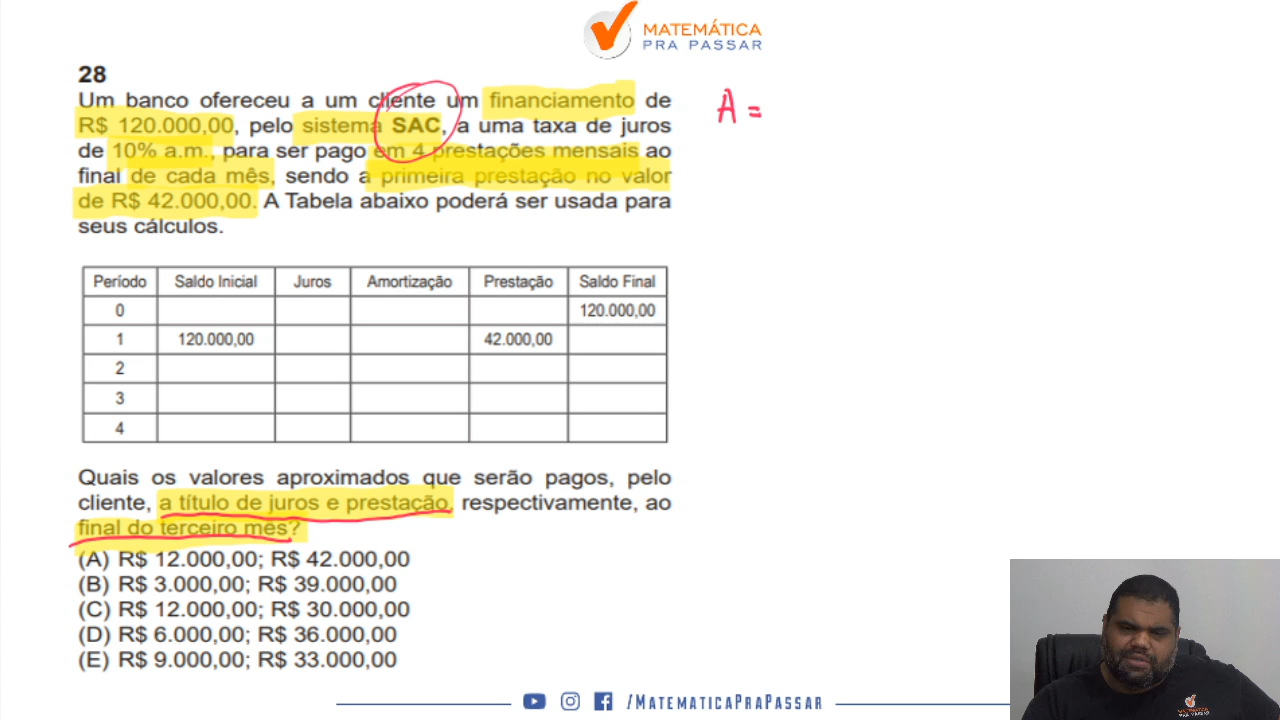 MATEMÁTICA
PRA PASSAR
28
Um banco ofereceu a um cliente um financiamento de
R$ 120.000,00, pelo sistema SAC, a uma taxa de juros
de 10% a.m., para ser pago em 4 prestações mensais ao
final de cada mês, sendo a primeira prestação no valor
de R$ 42.000,00. A Tabela abaixo poderá ser usada para
seus cálculos.
A =
Período Saldo Inicial Juros Amortização Prestação Saldo Final
0 120.000,00
1 120.000,00 42.000,00
2
3
4
Quais os valores aproximados que serão pagos, pelo
cliente, a título de juros e prestação, respectivamente, ao
final do terceiro mês?
(A) R$ 12.000,00; R$ 42.000,00
(B) R$ 3.000,00; R$ 39.000,00
(C) R$ 12.000,00; R$ 30.000,00
(D) R$ 6.000,00; R$ 36.000,00
(E) R$ 9.000,00; R$ 33.000,00
/MATEMATICAPRAPASSAR
MATEMÁTICA
PRA PASSAR